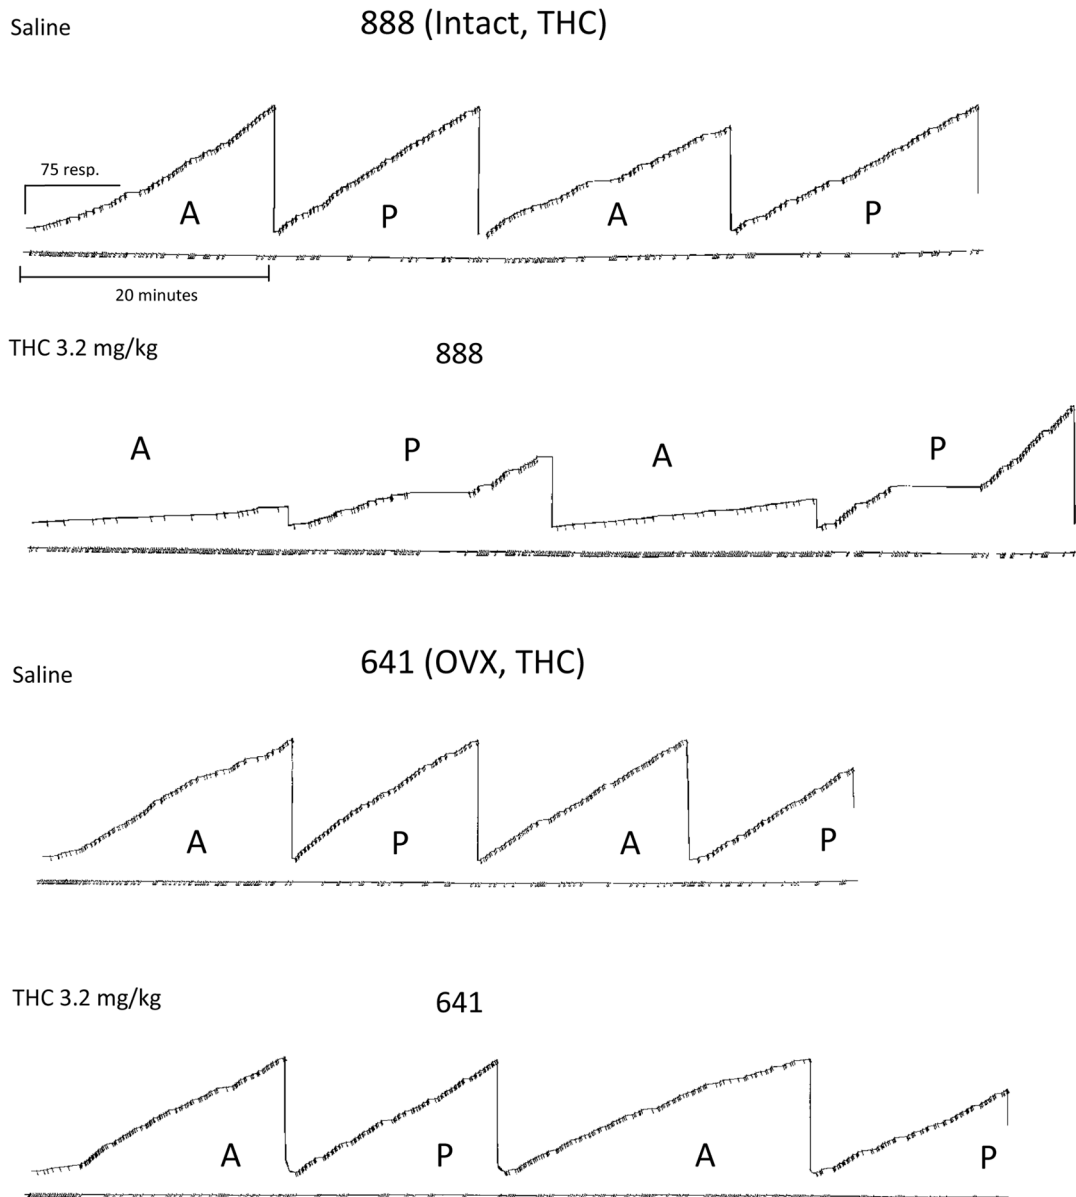 Saline
888 (Intact, THC)
75 resp.
A
P
A
P
20 minutes
THC 3.2 mg/kg
888
A
P
A
P
Saline
641 (OVX, THC)
A
P
A
P
THC 3.2 mg/kg
641
A
P
A
P